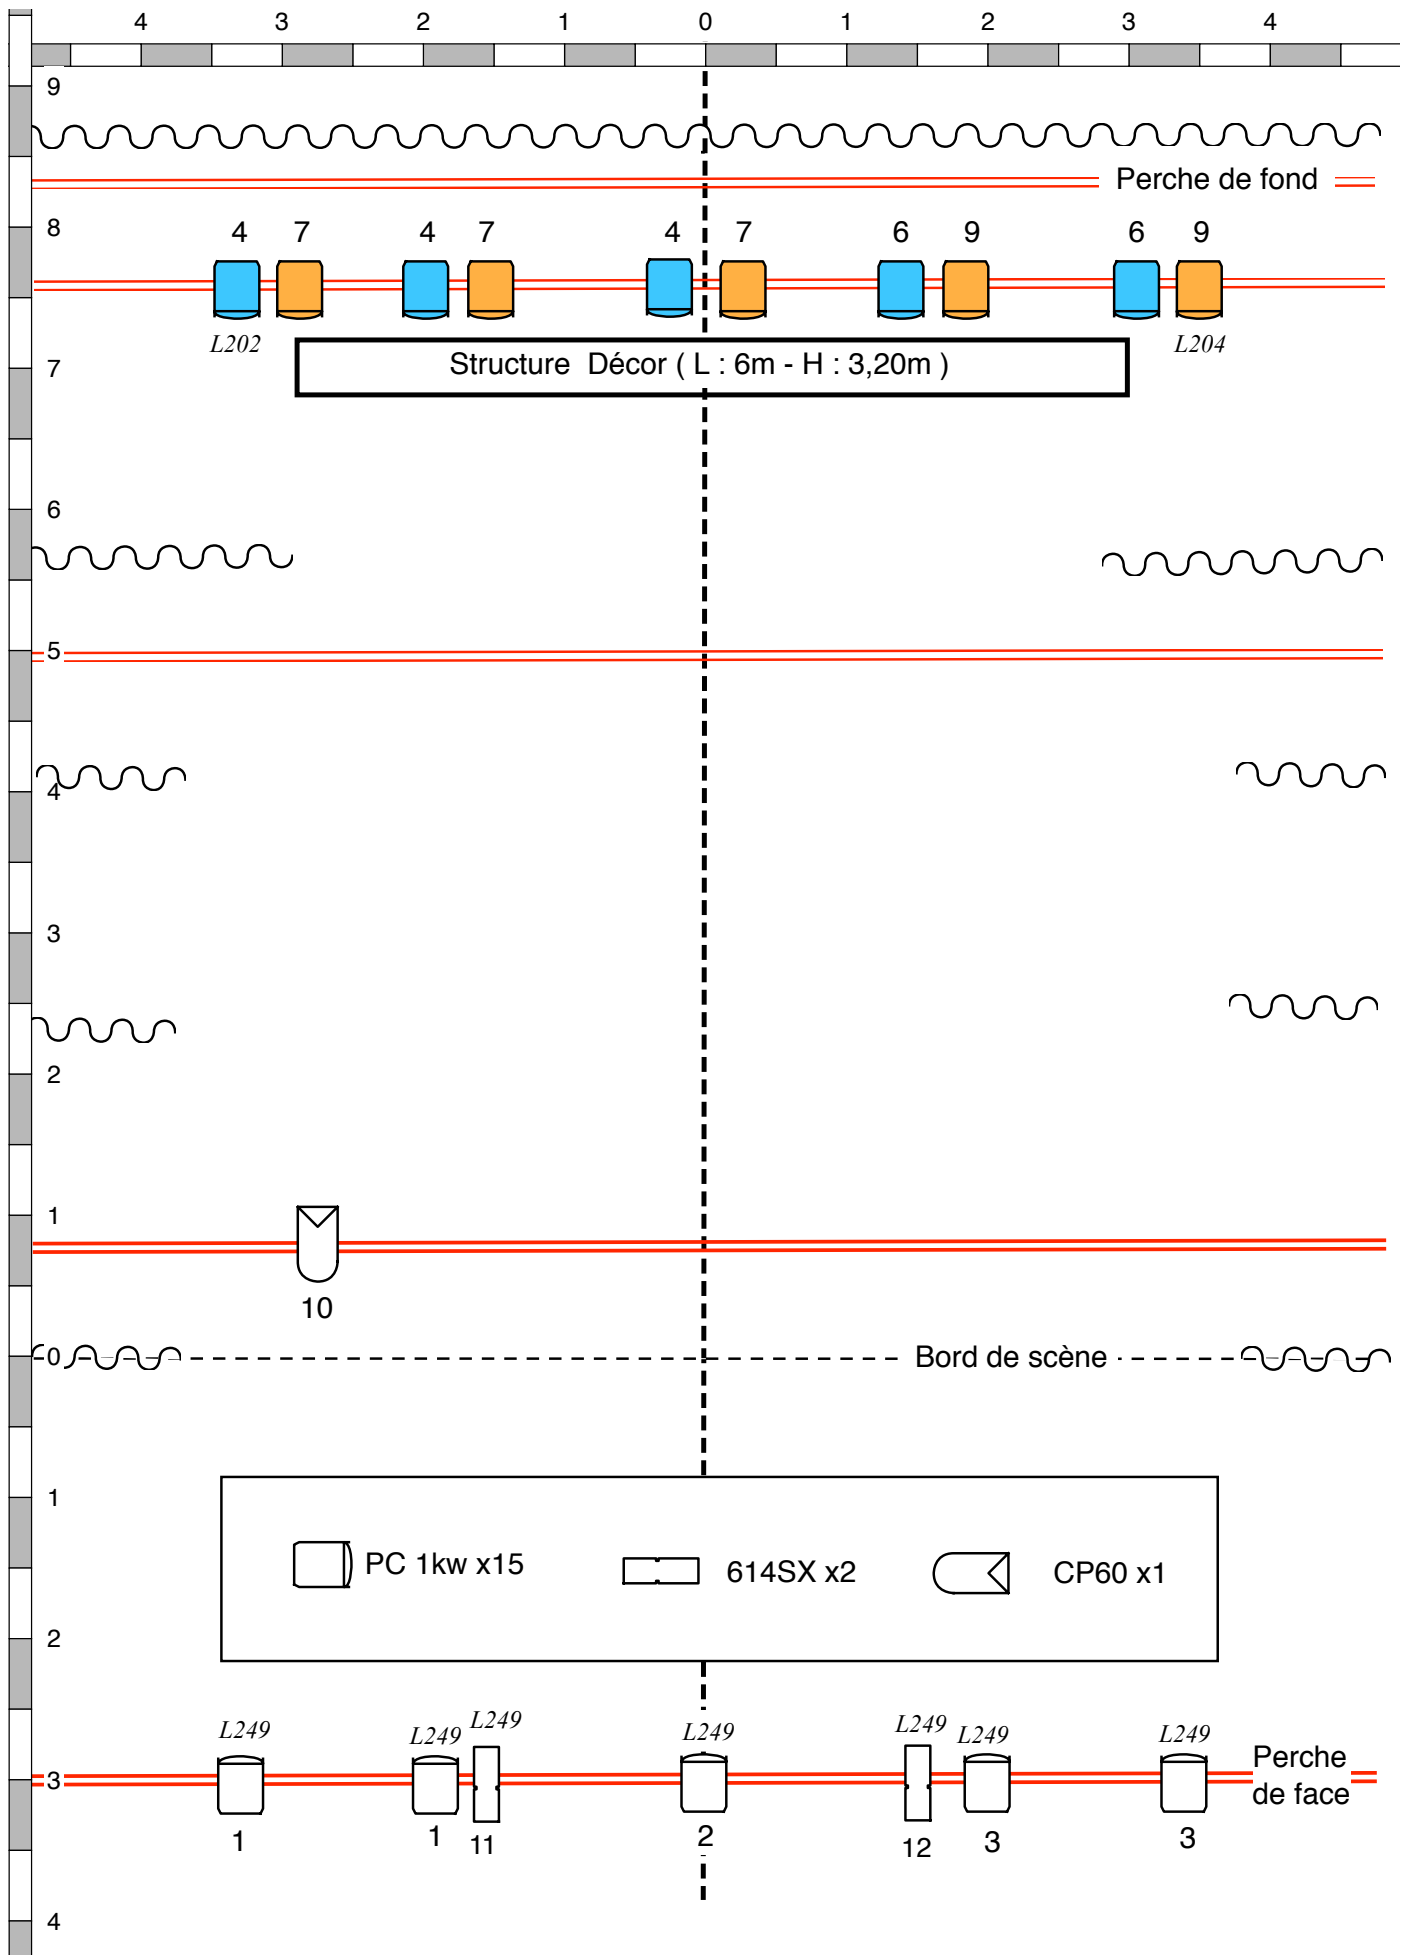 4 3 2 1 0 1 2 3 4
9
Perche de fond
8
4 7 4 7 4 7 6 9 6 9
L202 L204
7
Structure Décor ( L : 6m - H : 3,20m )
6
5
4
3
2
1
10
0
Bord de scène
1
PC 1kw x15 614SX x2 CP60 x1
2
L249 L249 L249 L249 L249 L249 L249
3
Perche
de face
1 1 11 2 12 3 3
4